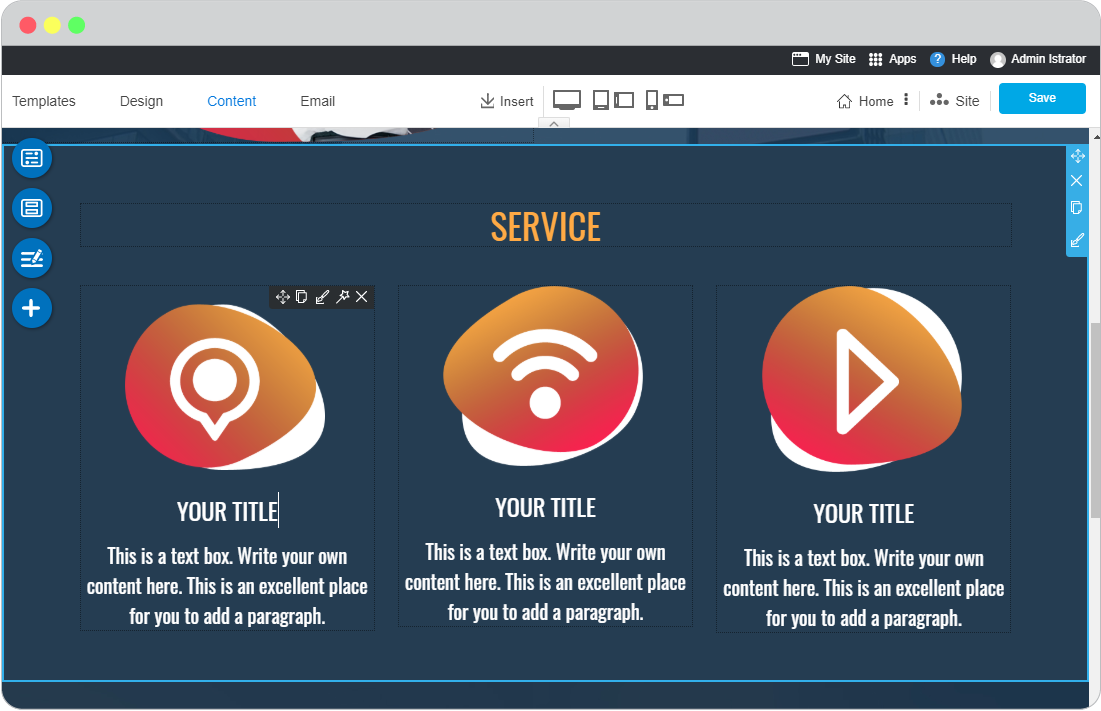 My Site Apps ? Help Admin Istrator
Templates Design Content Email Insert Home Site Save
SERVICE
YOUR TITLE
This is a text box. Write your own
content here. This is an excellent place
for you to add a paragraph.
YOUR TITLE
This is a text box. Write your own
content here. This is an excellent place
for you to add a paragraph.
YOUR TITLE
This is a text box. Write your own
content here. This is an excellent place
for you to add a paragraph.